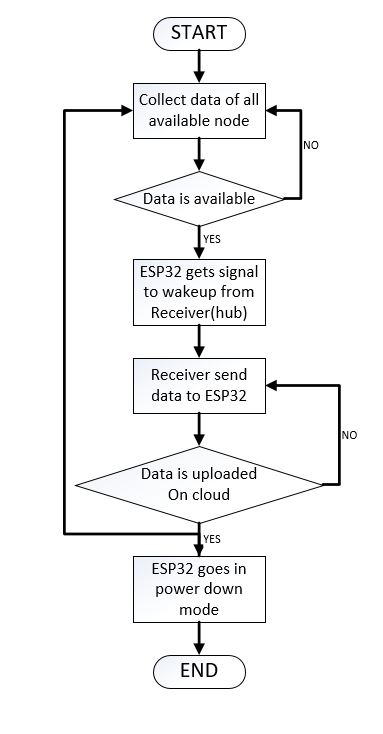 START
Collect data of all
available node
NO
Data is available
YES
ESP32 gets signal
to wakeup from
Receiver(hub)
Receiver send
data to ESP32
NO
Data is uploaded
On cloud
YES
ESP32 goes in
power down
mode
END